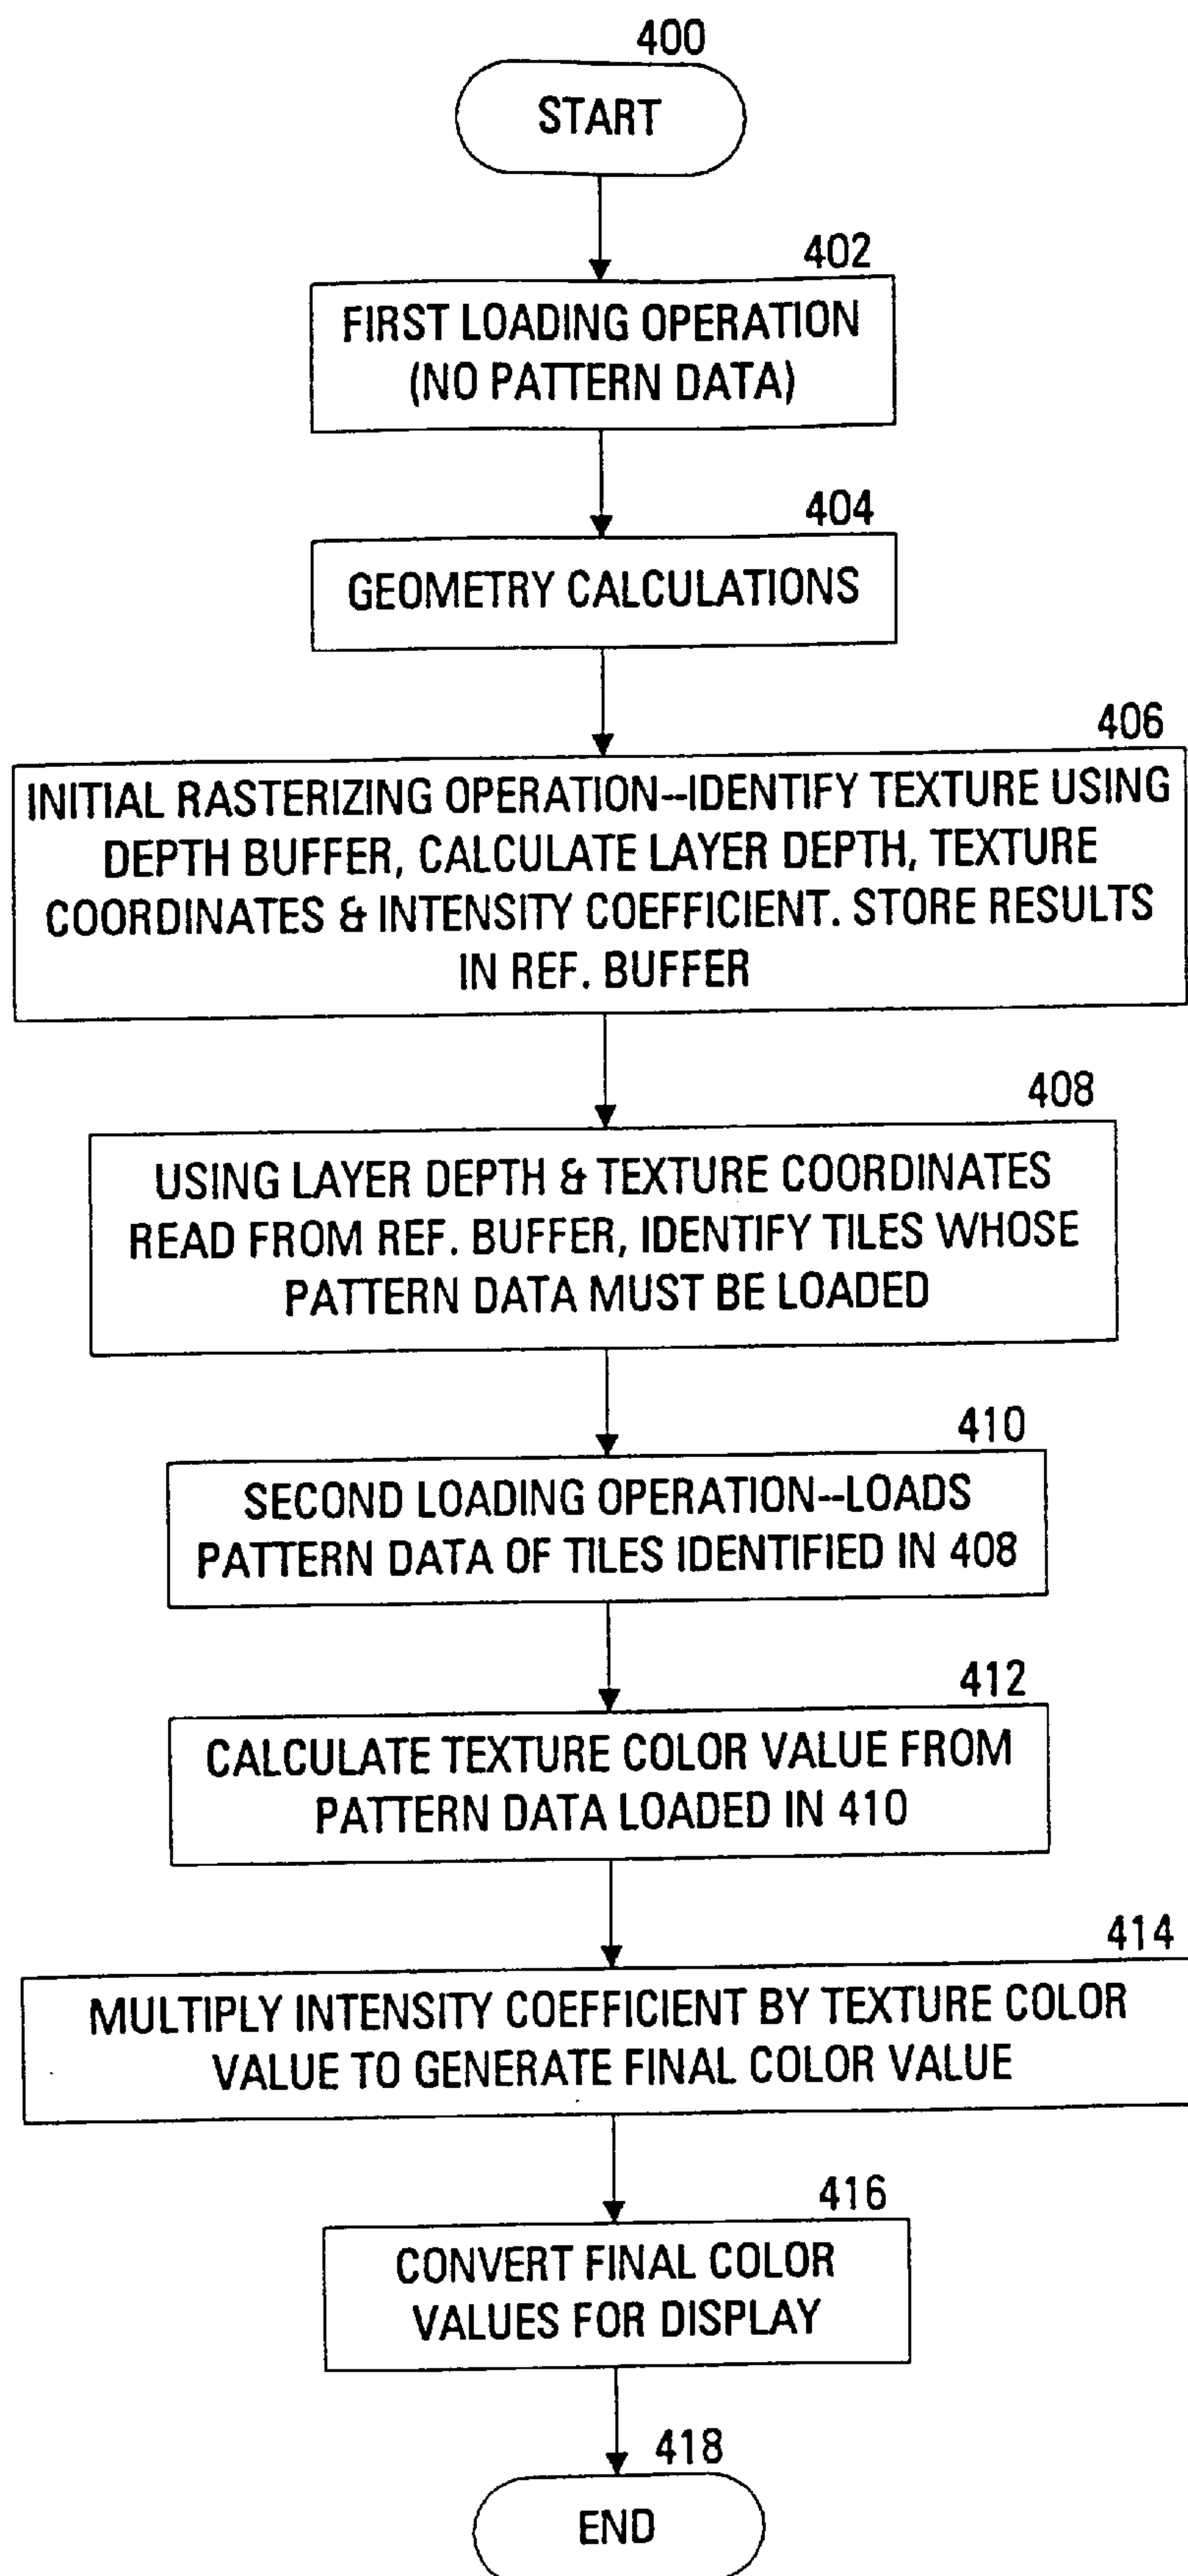 400
START
402
FIRST LOADING OPERATION
(NO PATTERN DATA)
404
GEOMETRY CALCULATIONS
406
INITIAL RASTERIZING OPERATION--IDENTIFY TEXTURE USING
DEPTH BUFFER, CALCULATE LAYER DEPTH, TEXTURE
COORDINATES & INTENSITY COEFFICIENT. STORE RESULTS
IN REF. BUFFER
408
USING LAYER DEPTH & TEXTURE COORDINATES
READ FROM REF. BUFFER, IDENTIFY TILES WHOSE
PATTERN DATA MUST BE LOADED
410
SECOND LOADING OPERATION--LOADS
PATTERN DATA OF TILES IDENTIFIED IN 408
412
CALCULATE TEXTURE COLOR VALUE FROM
PATTERN DATA LOADED IN 410
414
MULTIPLY INTENSITY COEFFICIENT BY TEXTURE COLOR
VALUE TO GENERATE FINAL COLOR VALUE
416
CONVERT FINAL COLOR
VALUES FOR DISPLAY
418
END